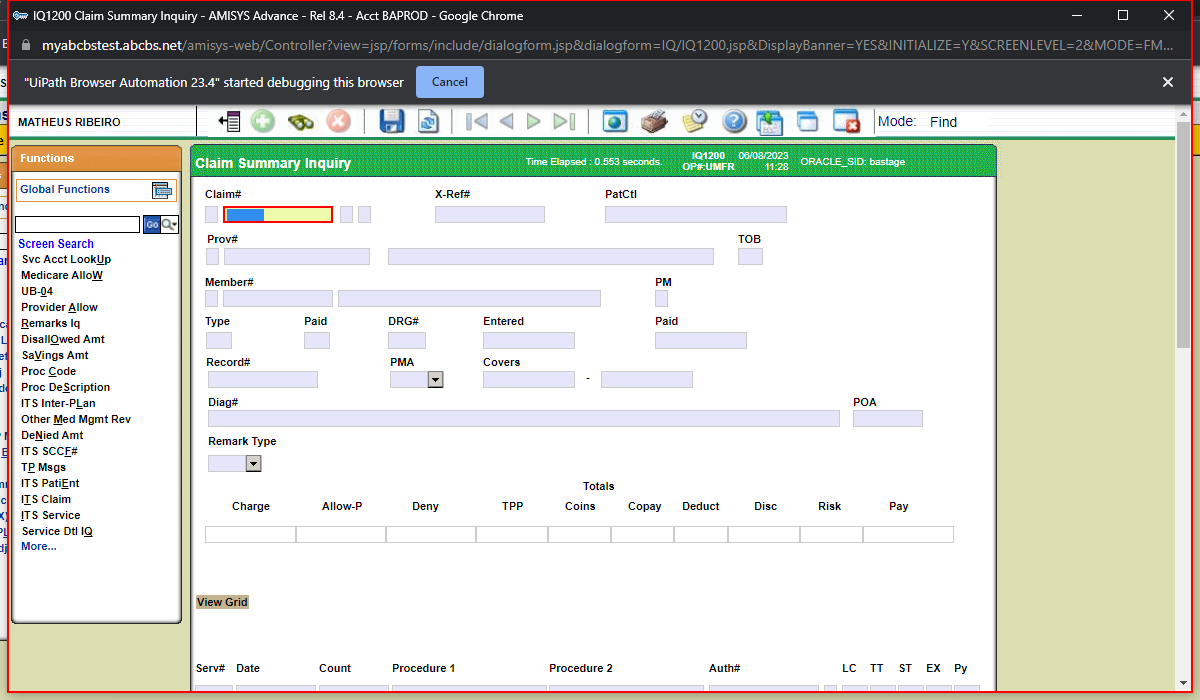 IQ1200 Claim Summary Inquiry - AMISYS Advance - Rel 8.4 - Acct BAPROD - Google Chrome
myabcbstest.abcbs.net/amisys-web/Controller?view=jsp/forms/include/dialogform.jsp&dialogform=IQ/IQ1200.jsp&DisplayBanner=YES&INITIALIZE=Y&SCREENLEVEL=2&MODE=FM...
"UiPath Browser Automation 23.4" started debugging this browser Cancel
MATHEUS RIBEIRO Mode: Find
Functions
Global Functions
Go
Screen Search
Svc Acct LookUp
Medicare AlloW
UB-04
Provider Allow
Remarks Iq
DisallOwed Amt
SaVings Amt
Proc Code
Proc DeScription
ITS Inter-PLan
Other Med Mgmt Rev
DeNied Amt
ITS SCCF#
TP Msgs
ITS PatiEnt
ITS Claim
ITS Service
Service Dtl IQ
More...
Claim Summary Inquiry Time Elapsed : 0.553 seconds. IQ1200 06/08/2023 ORACLE_SID: bastage
OP#:UMFR 11:28
Claim# X-Ref# PatCtl
Prov# TOB
Member# PM
Type Paid DRG# Entered Paid
Record# PMA Covers
-
Diag# POA
Remark Type
Totals
Charge Allow-P Deny TPP Coins Copay Deduct Disc Risk Pay
View Grid
Serv# Date Count Procedure 1 Procedure 2 Auth# LC TT ST EX Py